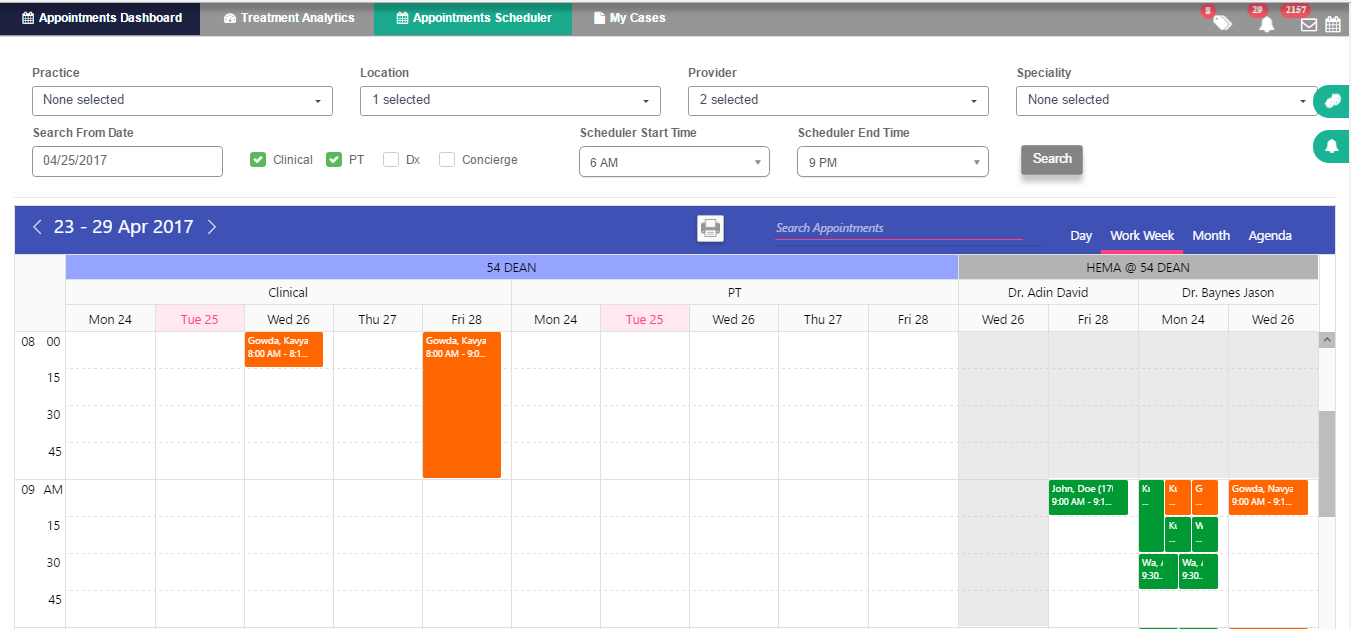 Appointments Dashboard Treatment Analytics Appointments Scheduler My Cases 8 29 2157
Practice Location Provider Speciality
None selected 1 selected 2 selected None selected
Search From Date Scheduler Start Time Scheduler End Time
04/25/2017 Clinical PT Dx Concierge 6 AM 9 PM Search
23 - 29 Apr 2017 Search Appointments Day Work Week Month Agenda
54 DEAN HEMA @ 54 DEAN
Clinical PT Dr. Adin David Dr. Baynes Jason
Mon 24 Tue 25 Wed 26 Thu 27 Fri 28 Mon 24 Tue 25 Wed 26 Thu 27 Fri 28 Wed 26 Fri 28 Mon 24 Wed 26
08 00 Gowda, Kavya Gowda, Kavya
8:00 AM - 8:1... 8:00 AM - 9:0...
15
30
45
09 AM John, Doe (17 Gowda, Navya
9:00 AM - 9:1... ... ... ... 9:00 AM - 9:1...
15
... ...
30 Wa, Wa,
9:30... 9:30...
45